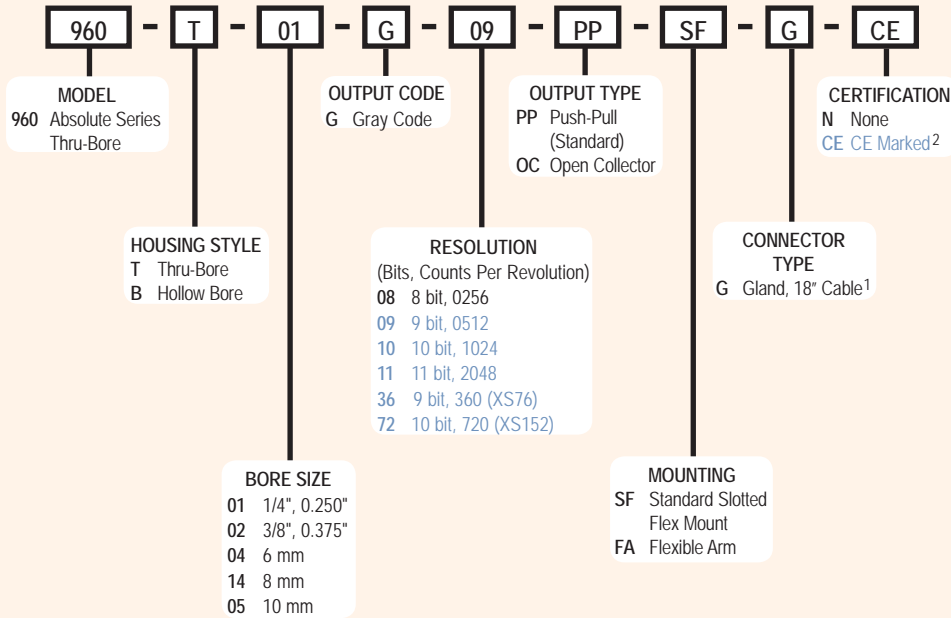 960 - T - 01 - G - 09 - PP - SF - G - CE
MODEL
960 Absolute Series
Thru-Bore
HOUSING STYLE
T Thru-Bore
B Hollow Bore
BORE SIZE
01 1/4", 0.250"
02 3/8", 0.375"
04 6 mm
14 8 mm
05 10 mm
OUTPUT CODE
G Gray Code
RESOLUTION
(Bits, Counts Per Revolution)
08 8 bit, 0256
09 9 bit, 0512
10 10 bit, 1024
11 11 bit, 2048
36 9 bit, 360 (XS76)
72 10 bit, 720 (XS152)
OUTPUT TYPE
PP Push-Pull
(Standard)
OC Open Collector
MOUNTING
SF Standard Slotted
Flex Mount
FA Flexible Arm
CONNECTOR
TYPE
G Gland, 18" Cable1
CERTIFICATION
N None
CE CE Marked2